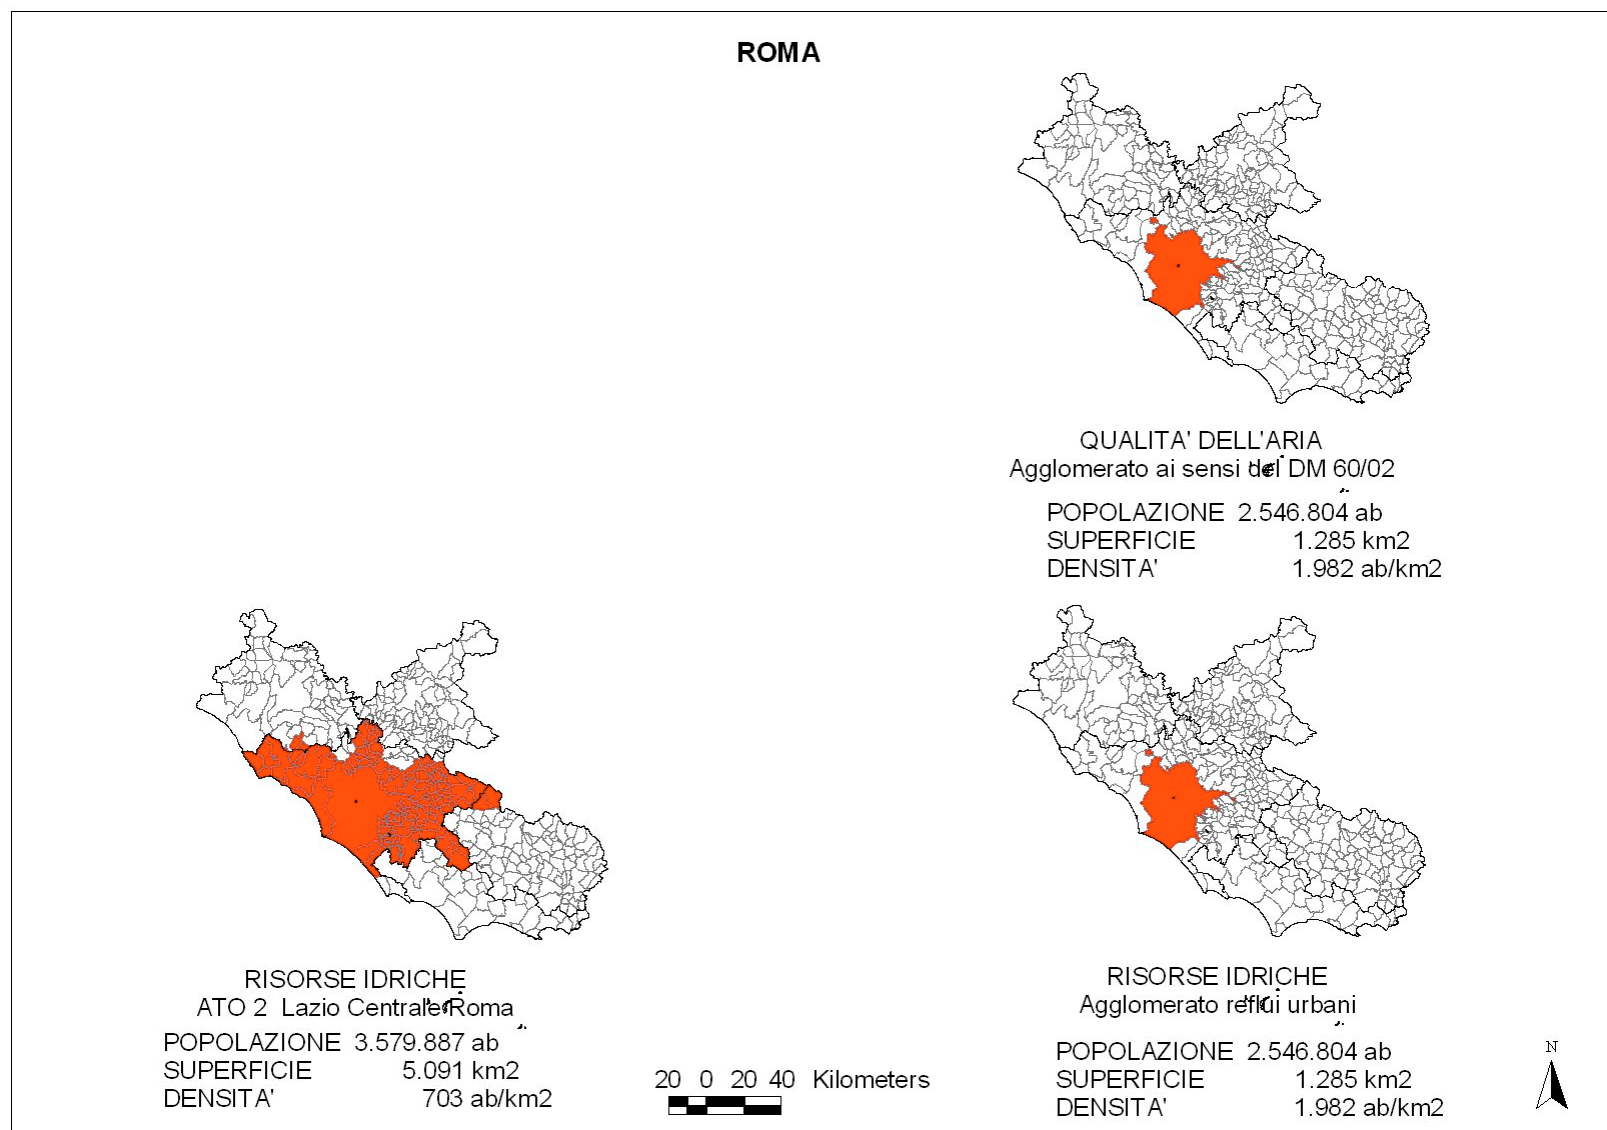 ROMA
QUALITA' DELL'ARIA
Agglomerato ai sensi del DM 60/02
POPOLAZIONE 2.546.804 ab
SUPERFICIE 1.285 km2
DENSITA' 1.982 ab/km2
RISORSE IDRICHE
ATO 2 Lazio Centrale Roma
POPOLAZIONE 3.579.887 ab
SUPERFICIE 5.091 km2
DENSITA' 703 ab/km2
20 0 20 40 Kilometers
RISORSE IDRICHE
Agglomerato reflui urbani
POPOLAZIONE 2.546.804 ab
SUPERFICIE 1.285 km2
DENSITA' 1.982 ab/km2
N